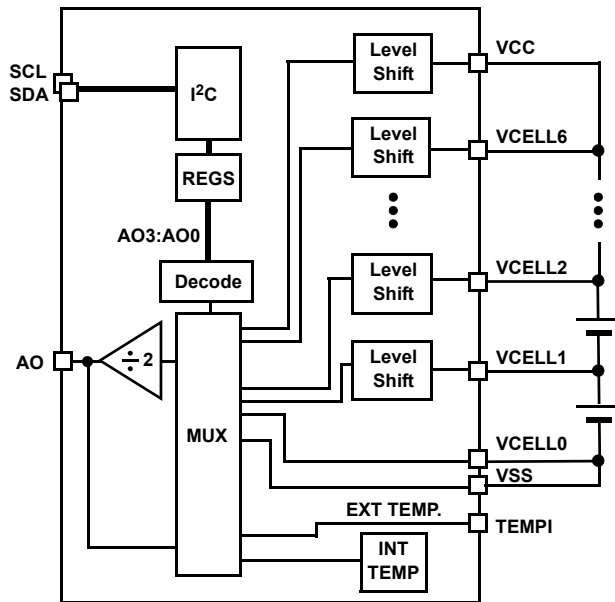 SCL
SDA
I²C
REGS
AO3:AO0
Decode
AO
÷ 2
MUX
Level
Shift
VCC
Level
Shift
VCELL6
Level
Shift
VCELL2
Level
Shift
VCELL1
VCELL0
VSS
EXT TEMP.
TEMPI
INT
TEMP